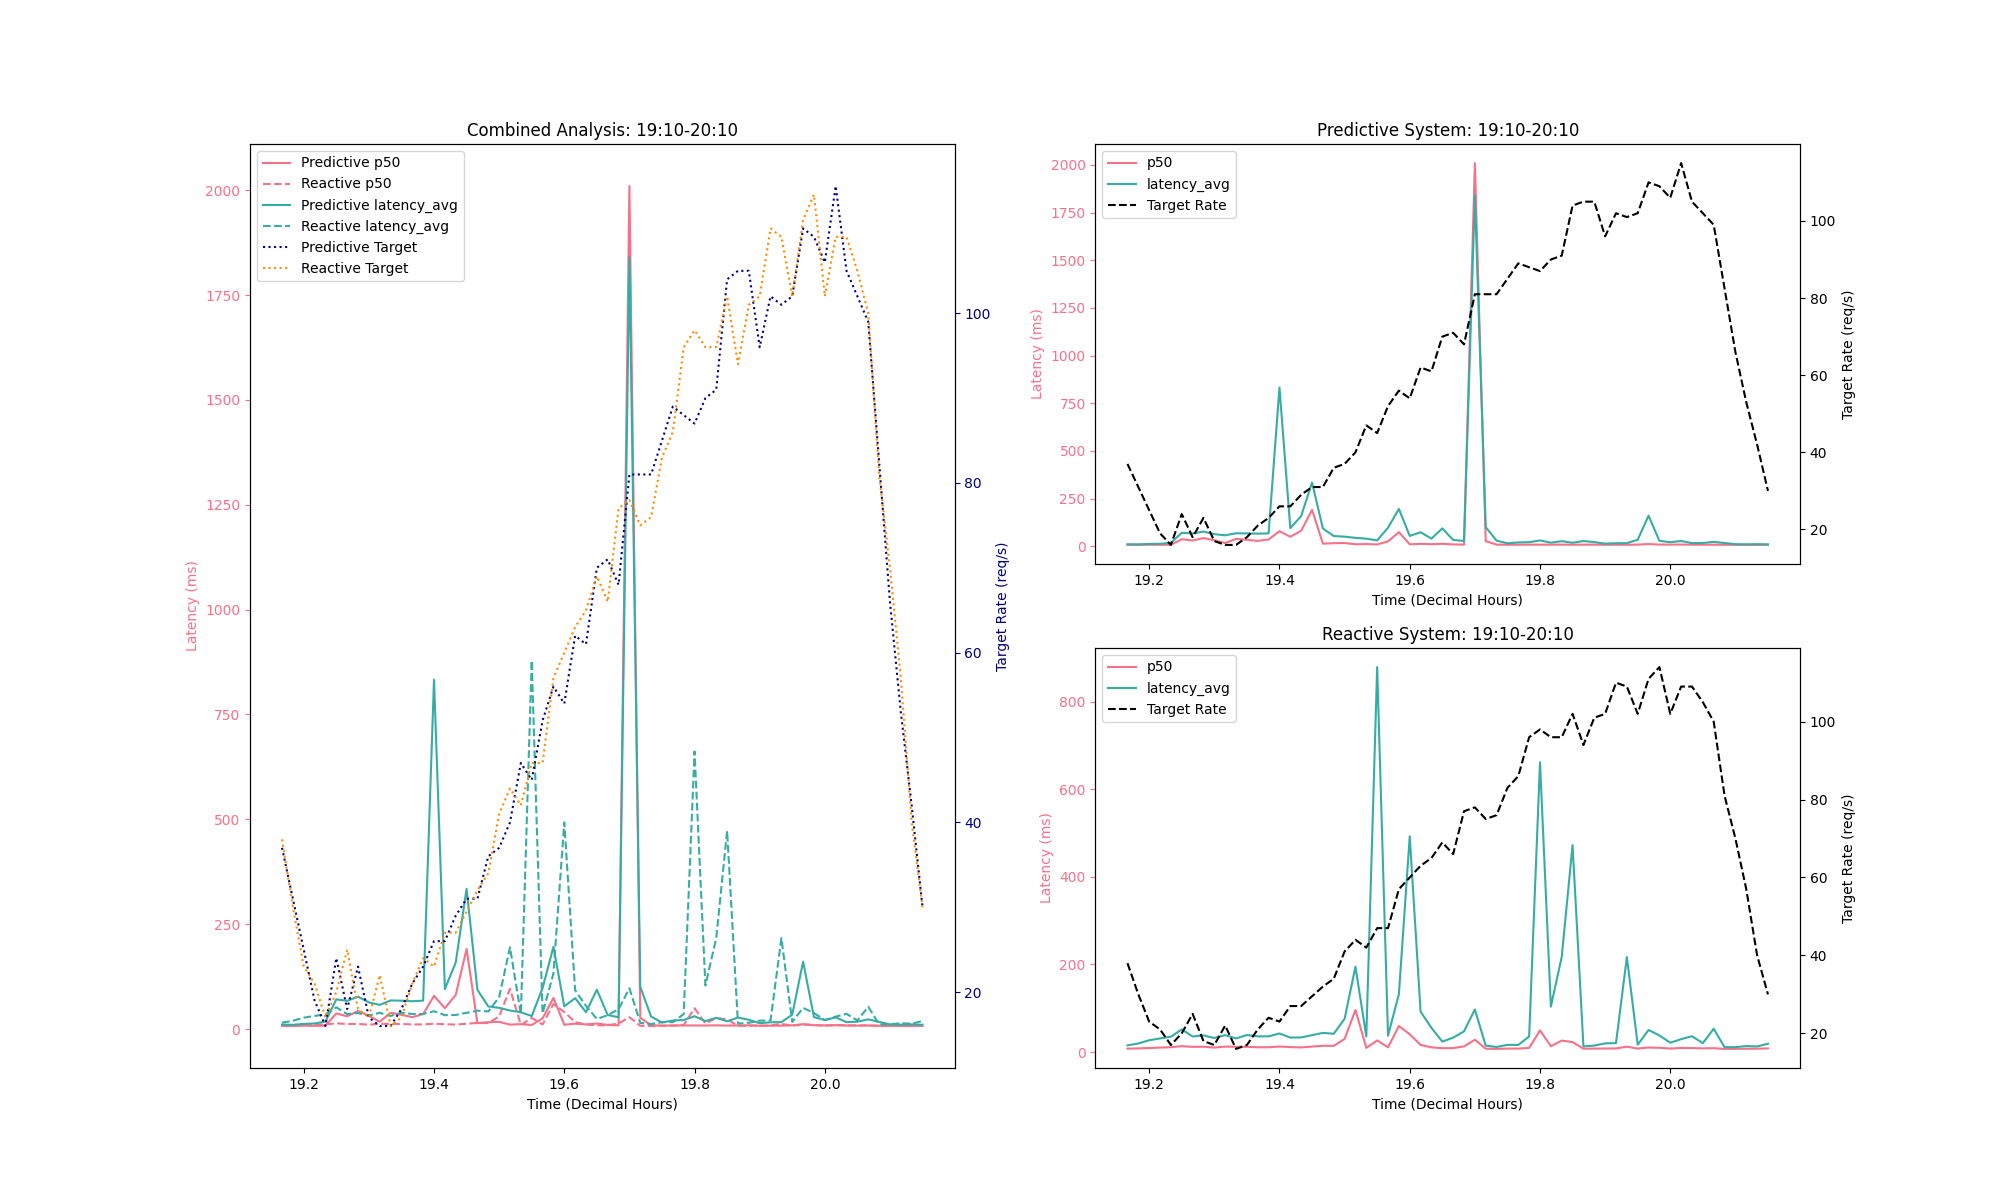 Combined Analysis: 19:10-20:10
Predictive p50
Reactive p50
Predictive latency_avg
Reactive latency_avg
Predictive Target
Reactive Target
2000
1750
1500
1250
1000
750
500
250
0
Latency (ms)
100
80
60
40
20
Target Rate (req/s)
19.2 19.4 19.6 19.8 20.0
Time (Decimal Hours)
Predictive System: 19:10-20:10
p50
latency_avg
Target Rate
2000
1750
1500
1250
1000
750
500
250
0
Latency (ms)
100
80
60
40
20
Target Rate (req/s)
19.2 19.4 19.6 19.8 20.0
Time (Decimal Hours)
Reactive System: 19:10-20:10
p50
latency_avg
Target Rate
800
600
400
200
0
Latency (ms)
100
80
60
40
20
Target Rate (req/s)
19.2 19.4 19.6 19.8 20.0
Time (Decimal Hours)